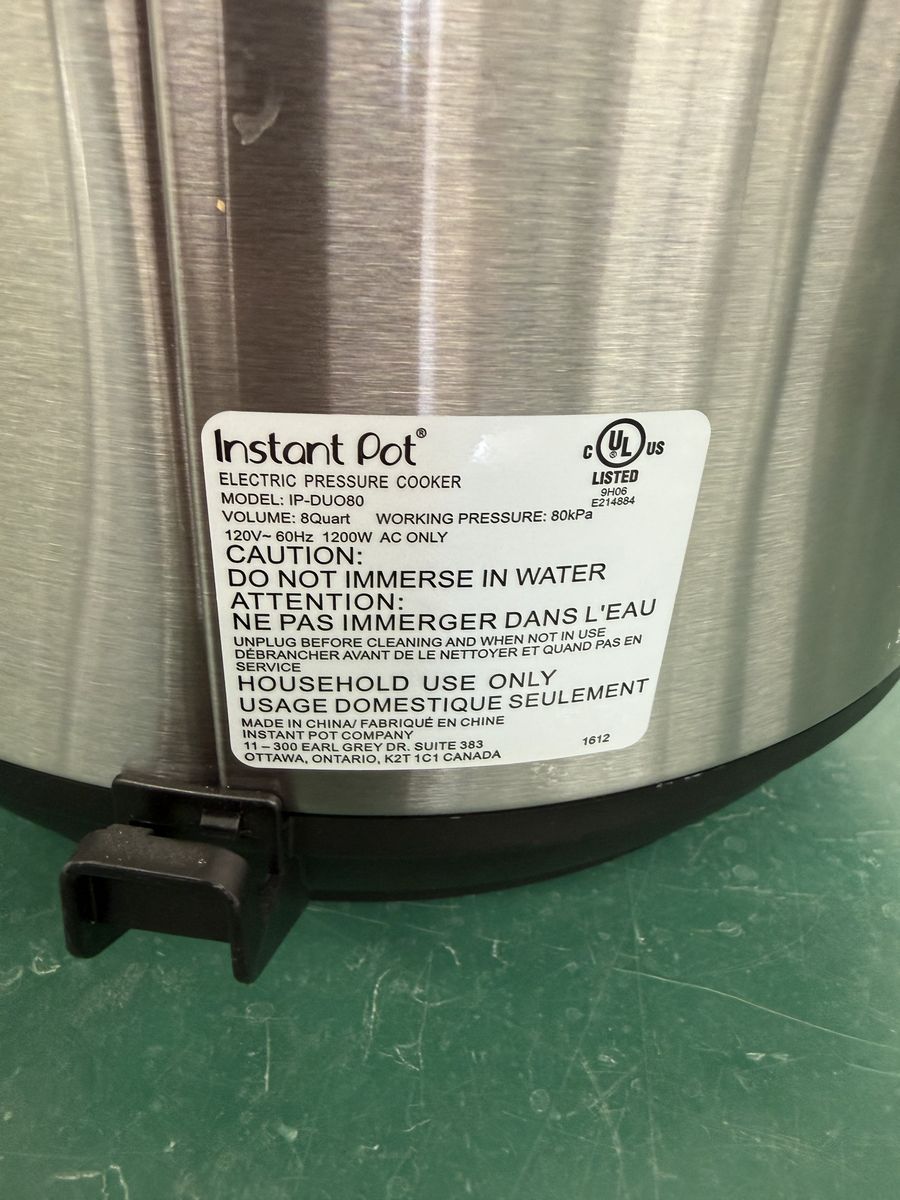 Instant Pot®
ELECTRIC PRESSURE COOKER
C UL® US
LISTED
9H06
E214884
MODEL: IP-DUO80
VOLUME: 8Quart WORKING PRESSURE: 80kPa
120V~ 60Hz 1200W AC ONLY
CAUTION:
DO NOT IMMERSE IN WATER
ATTENTION:
NE PAS IMMERGER DANS L'EAU
UNPLUG BEFORE CLEANING AND WHEN NOT IN USE
DÉBRANCHER AVANT DE LE NETTOYER ET QUAND PAS EN
SERVICE
HOUSEHOLD USE ONLY
USAGE DOMESTIQUE SEULEMENT
MADE IN CHINA/ FABRIQUÉ EN CHINE
INSTANT POT COMPANY
11 – 300 EARL GREY DR. SUITE 383
OTTAWA, ONTARIO, K2T 1C1 CANADA
1612